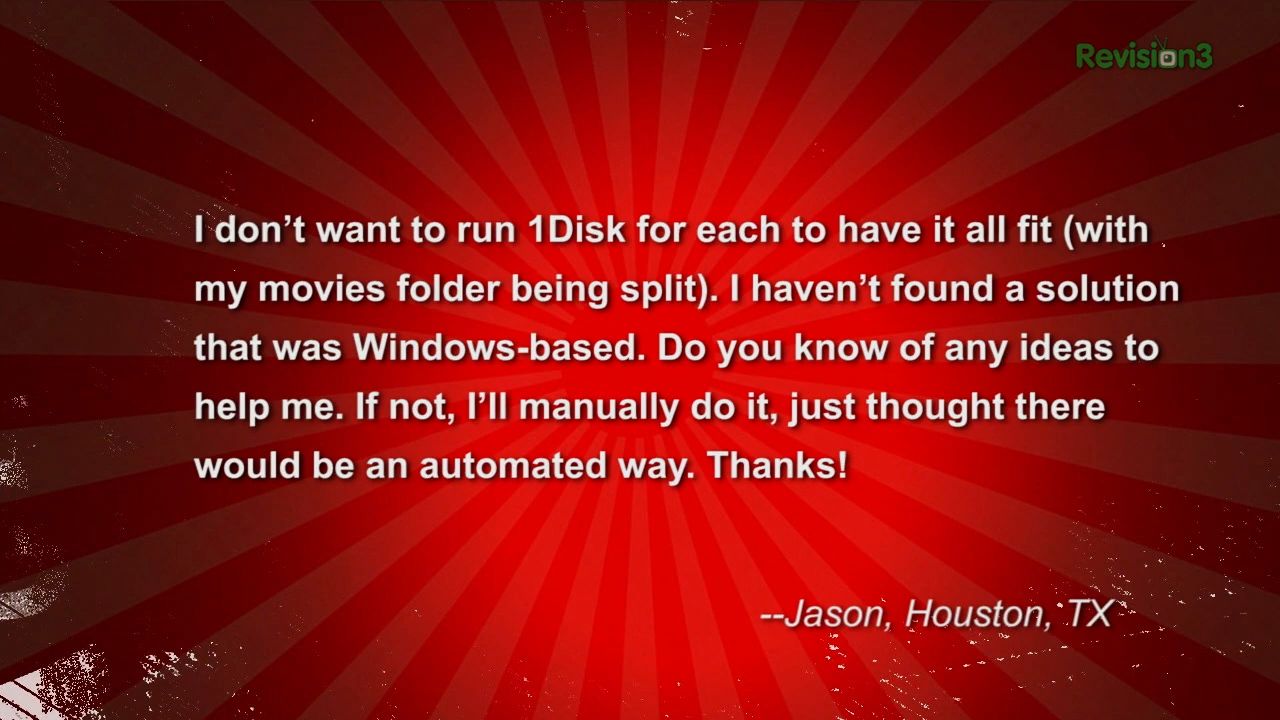 Revision3
I don’t want to run 1Disk for each to have it all fit (with
my movies folder being split). I haven’t found a solution
that was Windows-based. Do you know of any ideas to
help me. If not, I’ll manually do it, just thought there
would be an automated way. Thanks!
--Jason, Houston, TX